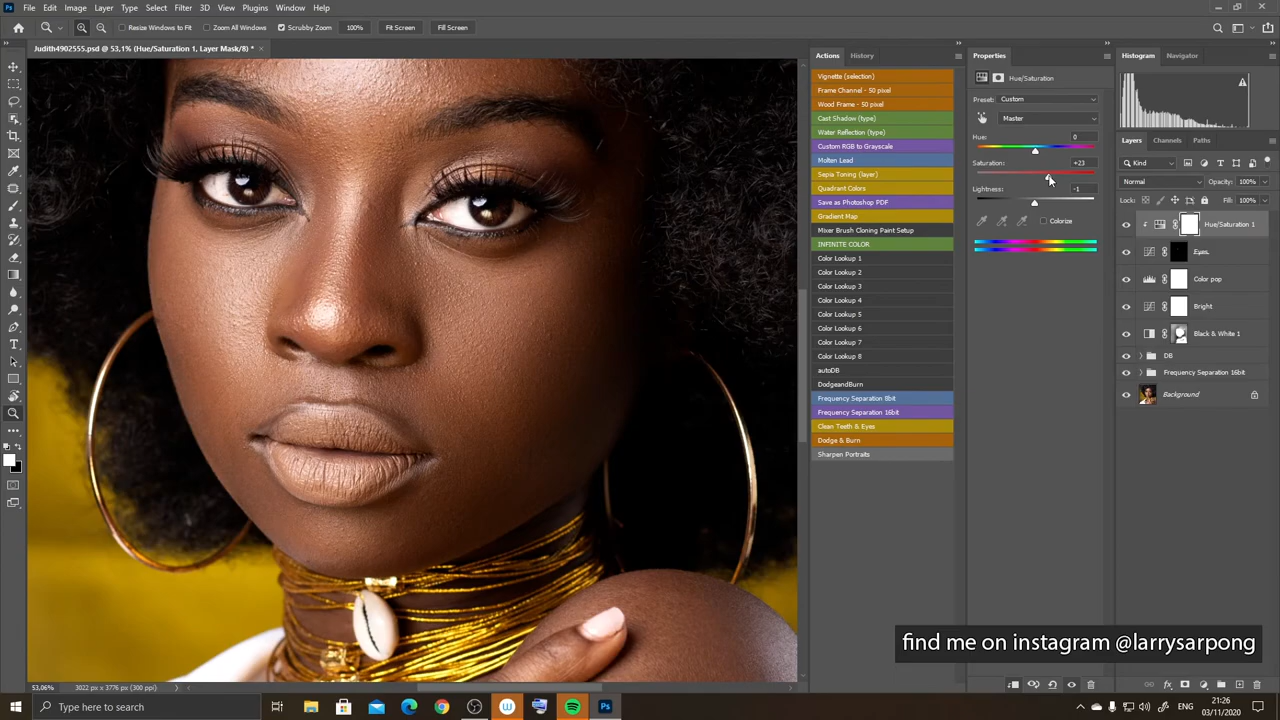 Ps File Edit Image Layer Type Select Filter 3D View Plugins Window Help
Resize Windows to Fit Zoom All Windows Scrubby Zoom 100% Fit Screen Fill Screen
Judith4902555.psd @ 53,1% (Hue/Saturation 1, Layer Mask/8) * ×
Actions History
Vignette (selection)
Frame Channel - 50 pixel
Wood Frame - 50 pixel
Cast Shadow (type)
Water Reflection (type)
Custom RGB to Grayscale
Molten Lead
Sepia Toning (layer)
Quadrant Colors
Save as Photoshop PDF
Gradient Map
Mixer Brush Cloning Paint Setup
INFINITE COLOR
Color Lookup 1
Color Lookup 2
Color Lookup 3
Color Lookup 4
Color Lookup 5
Color Lookup 6
Color Lookup 7
Color Lookup 8
autoDB
DodgeandBurn
Frequency Separation 8bit
Frequency Separation 16bit
Clean Teeth & Eyes
Dodge & Burn
Sharpen Portraits
Properties
Hue/Saturation
Preset: Custom
Master
Hue: 0
Saturation: +23
Lightness: -1
Colorize
Histogram Navigator
Layers Channels Paths
Kind
Normal Opacity: 100%
Lock: Fill: 100%
Hue/Saturation 1
Eyes
Color pop
Bright
Black & White 1
DB
Frequency Separation 16bit
Background
find me on instagram @larrysarpong
53,06% 3822 px x 3776 px (300 ppi)
Type here to search
21:26
03/11/2020